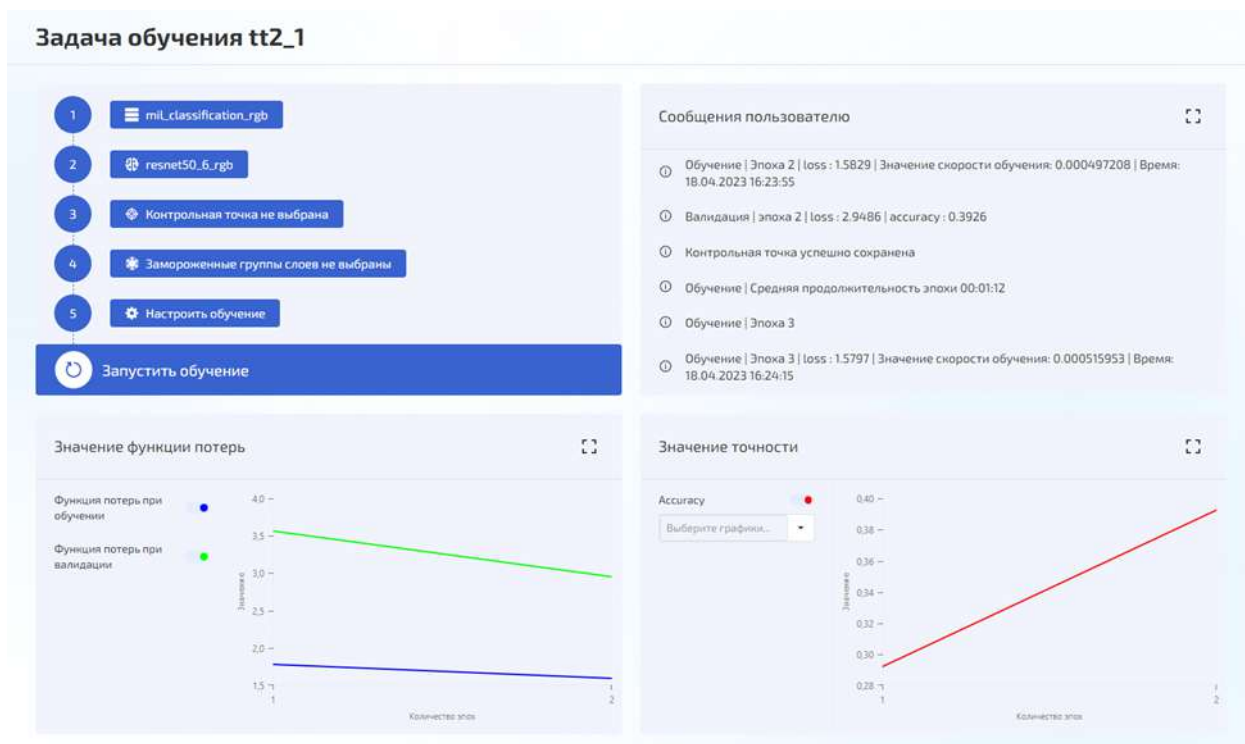 Задача обучения tt2_1
1
mil_classification_rgb
2
resnet50_6_rgb
3
Контрольная точка не выбрана
4
Замороженные группы слоев не выбраны
5
Настроить обучение
Запустить обучение
Сообщения пользователю
Обучение | Эпоха 2 | loss : 1.5829 | Значение скорости обучения: 0.000497208 | Время:
18.04.2023 16:23:55
Валидация | эпоха 2 | loss : 2.9486 | accuracy : 0.3926
Контрольная точка успешно сохранена
Обучение | Средняя продолжительность эпохи 00:01:12
Обучение | Эпоха 3
Обучение | Эпоха 3 | loss : 1.5797 | Значение скорости обучения: 0.000515953 | Время:
18.04.2023 16:24:15
Значение функции потерь
Функция потерь при
обучении
Функция потерь при
валидации
Значение
4,0
3,5
3,0
2,5
2,0
1,5
1
2
Количество эпох
Значение точности
Accuracy
Выберите графики...
Значение
0,40
0,38
0,36
0,34
0,32
0,30
0,28
1
2
Количество эпох